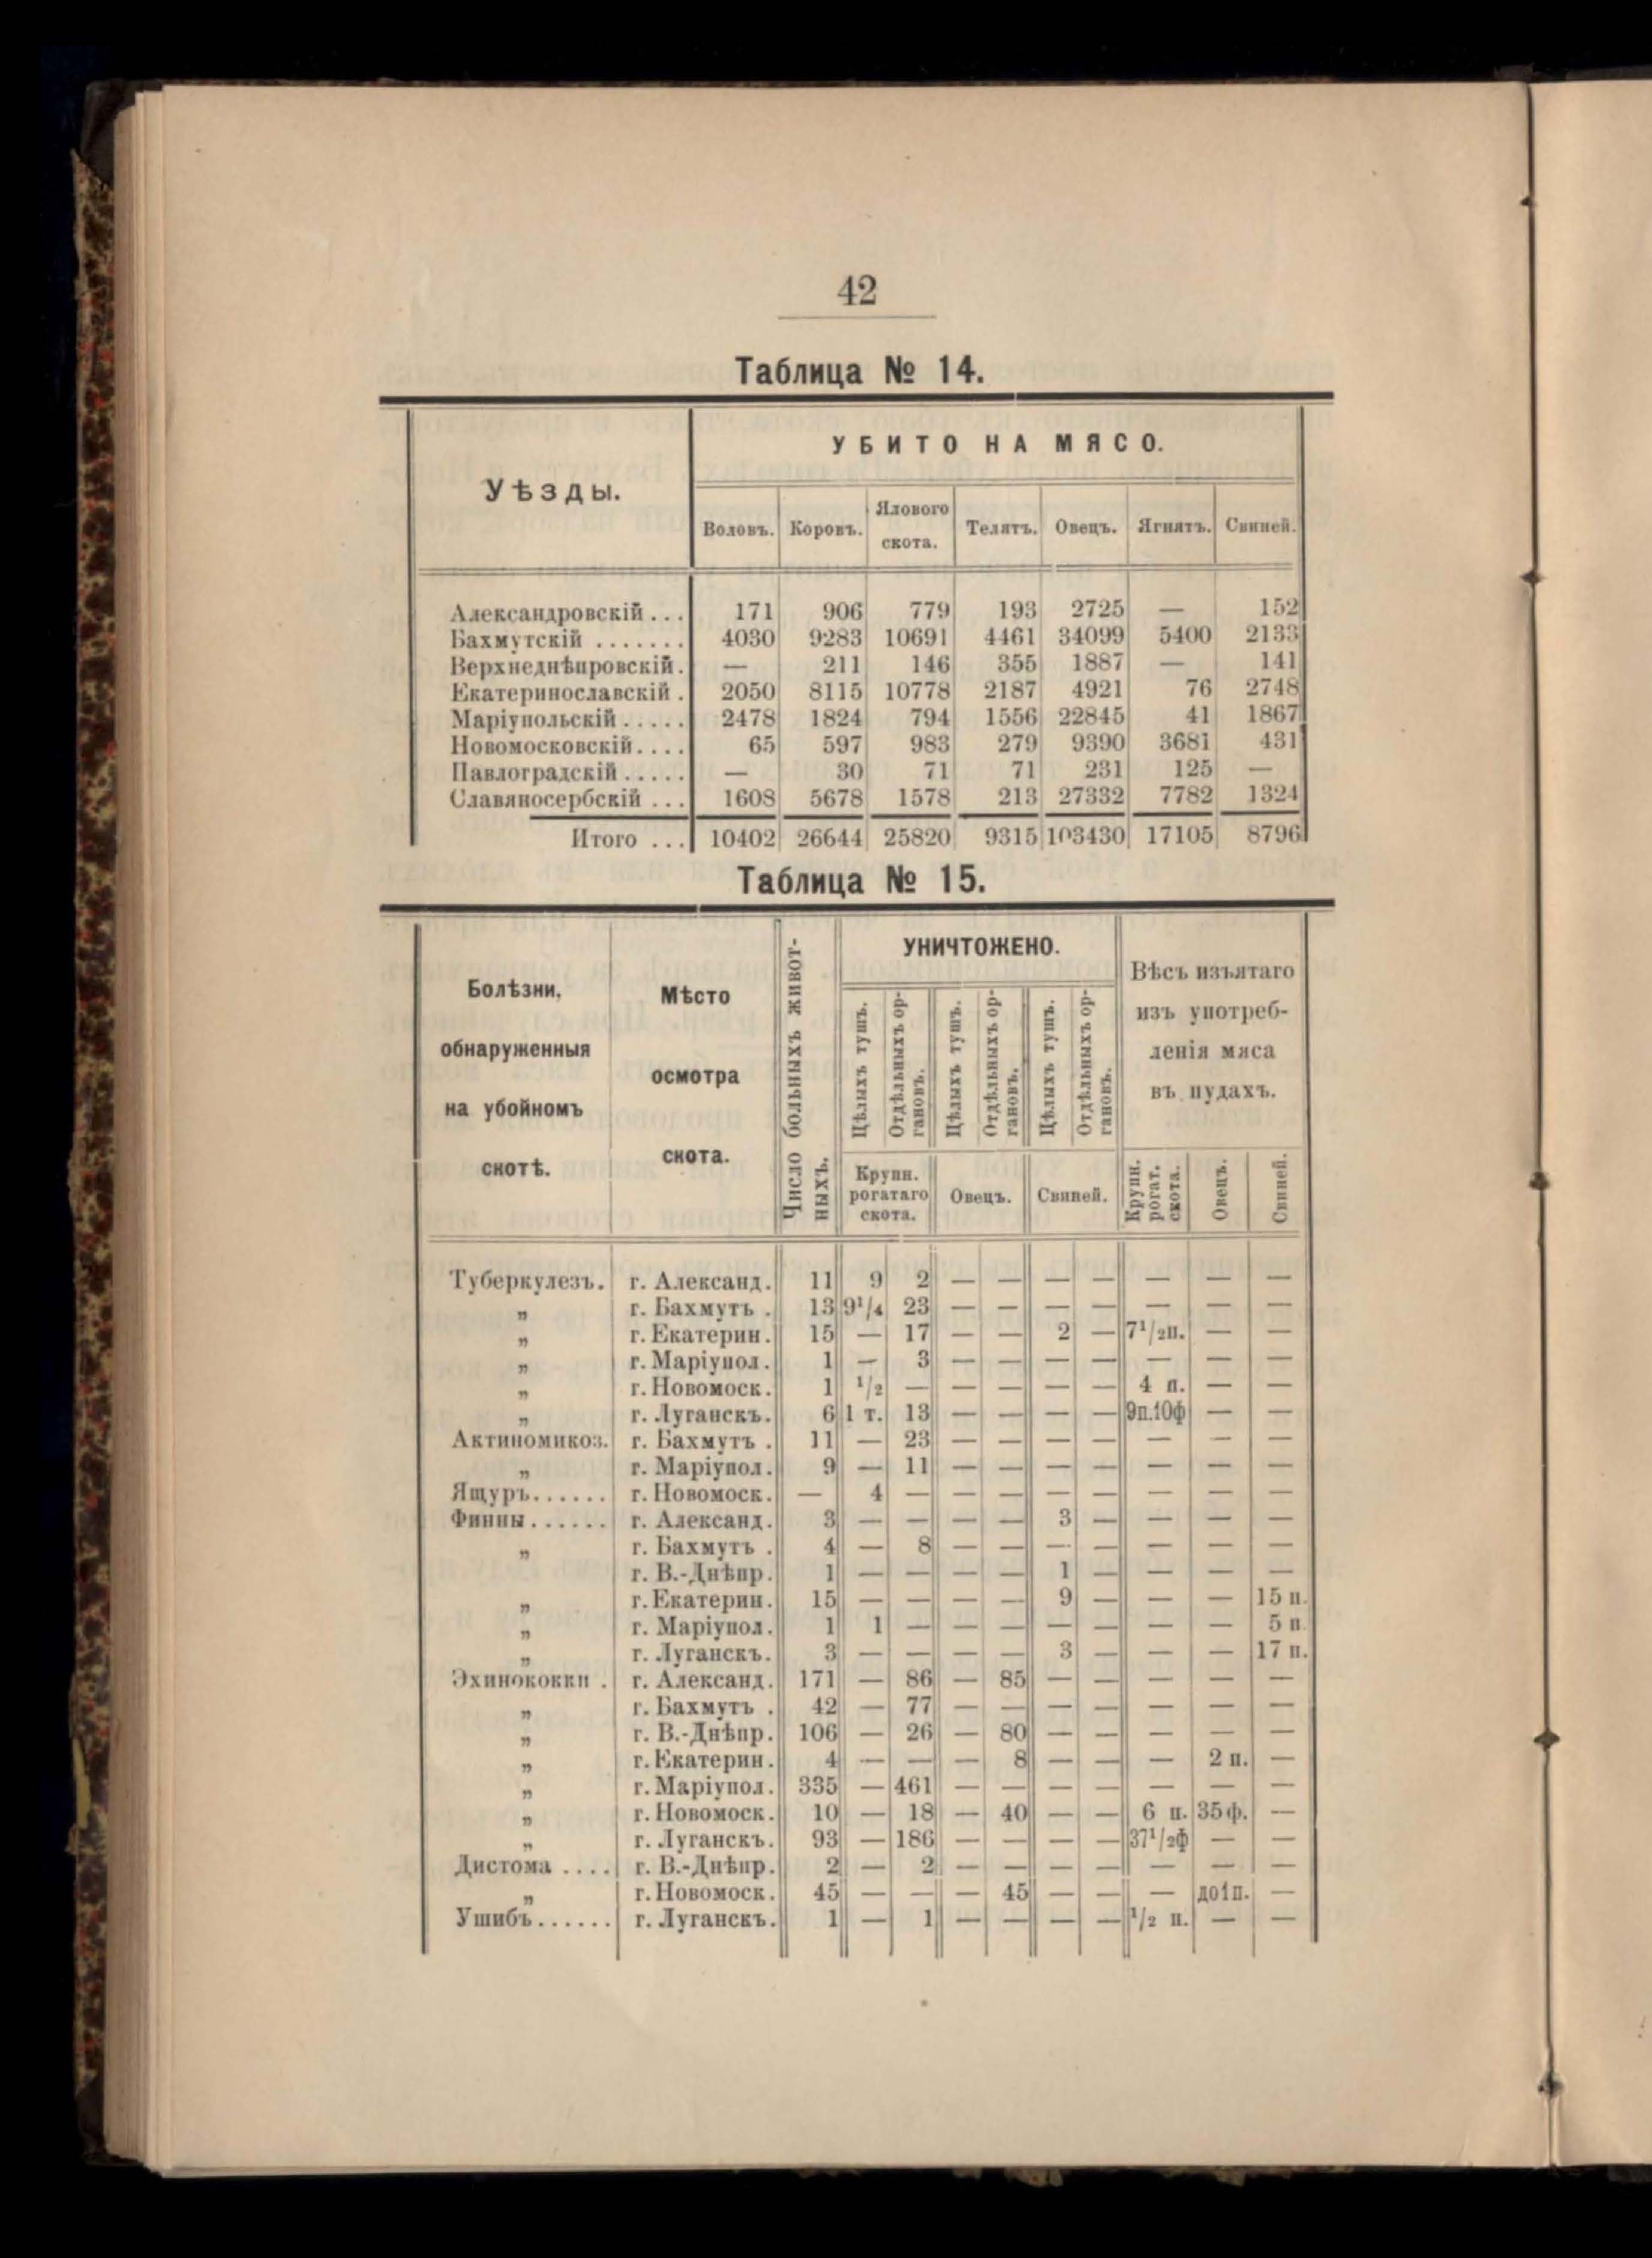 42
Таблица № 14.
Уѣзды.
УБИТО НА МЯСО.
Воловъ. Коровъ. Ялового скота. Телятъ. Овецъ. Ягнятъ. Свиней.
Александровскій... 171 906 779 193 2725 — 152
Бахмутскій ....... 4030 9283 10691 4461 34099 5400 2133
Верхнеднѣпровскій. — 211 146 355 1887 — 141
Екатеринославскій . 2050 8115 10778 2187 4921 76 2748
Маріупольскій ..... 2478 1824 794 1556 22845 41 1867
Новомосковскій.... 65 597 983 279 9390 3681 431
Павлоградскій ..... — 30 71 71 231 125 —
Славяносербскій ... 1608 5678 1578 213 27332 7782 1324
Итого ... 10402 26644 25820 9315 103430 17105 8796
Таблица № 15.
Болѣзни, обнаруженныя на убойномъ скотѣ.
Мѣсто осмотра скота.
Число больныхъ животныхъ.
УНИЧТОЖЕНО.
Цѣлыхъ тушъ. Отдѣльныхъ органовъ. Цѣлыхъ тушъ. Отдѣльныхъ органовъ. Цѣлыхъ тушъ. Отдѣльныхъ органовъ.
Крупн. рогатаго скота. Овецъ. Свиней.
Вѣсъ изъятаго изъ употребленія мяса въ пудахъ.
Крупн. рогат. скота. Овецъ. Свиней.
Туберкулезъ. г. Александ. 11 9 2 — — — — — — —
„ г. Бахмутъ . 13 9¹/₄ 23 — — — — — — —
„ г. Екатерин. 15 — 17 — — 2 — 7¹/₂п. — —
„ г. Маріупол. 1 — 3 — — — — — — —
„ г. Новомоск. 1 ¹/₂ — — — — — 4 п. — —
„ г. Луганскъ. 6 1 т. 13 — — — — 9п.10ф — —
Актиномикоз. г. Бахмутъ . 11 — 23 — — — — — — —
„ г. Маріупол. 9 — 11 — — — — — — —
Ящуръ...... г. Новомоск. — 4 — — — — — — — —
Финны...... г. Александ. 3 — — — — 3 — — — —
„ г. Бахмутъ . 4 — 8 — — — — — — —
г. В.-Днѣпр. 1 — — — — 1 — — — —
„ г. Екатерин. 15 — — — — 9 — — — 15 п.
„ г. Маріупол. 1 1 — — — — — — — 5 п.
„ г. Луганскъ. 3 — — — — 3 — — — 17 п.
Эхинококки . г. Александ. 171 — 86 — 85 — — — — —
„ г. Бахмутъ . 42 — 77 — — — — — — —
„ г. В.-Днѣпр. 106 — 26 — 80 — — — — —
„ г. Екатерин. 4 — — — 8 — — — 2 п. —
„ г. Маріупол. 335 — 461 — — — — — — —
„ г. Новомоск. 10 — 18 — 40 — — 6 п. 35ф. —
„ г. Луганскъ. 93 — 186 — — — — 37¹/₂ф — —
Дистома .... г. В.-Днѣпр. 2 — 2 — — — — — — —
„ г. Новомоск. 45 — — — 45 — — — до1п. —
Ушибъ...... г. Луганскъ. 1 — 1 — — — — ¹/₂ п. — —